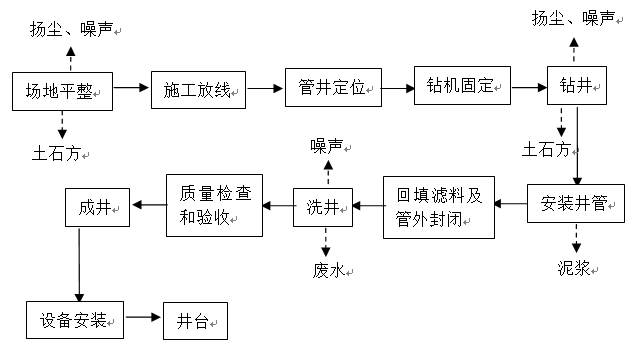 扬尘、噪声
扬尘、噪声
场地平整
施工放线
管井定位
钻机固定
钻井
土石方
土石方
噪声
成井
质量检查
和验收
洗井
回填滤料及
管外封闭
安装井管
废水
泥浆
设备安装
井台